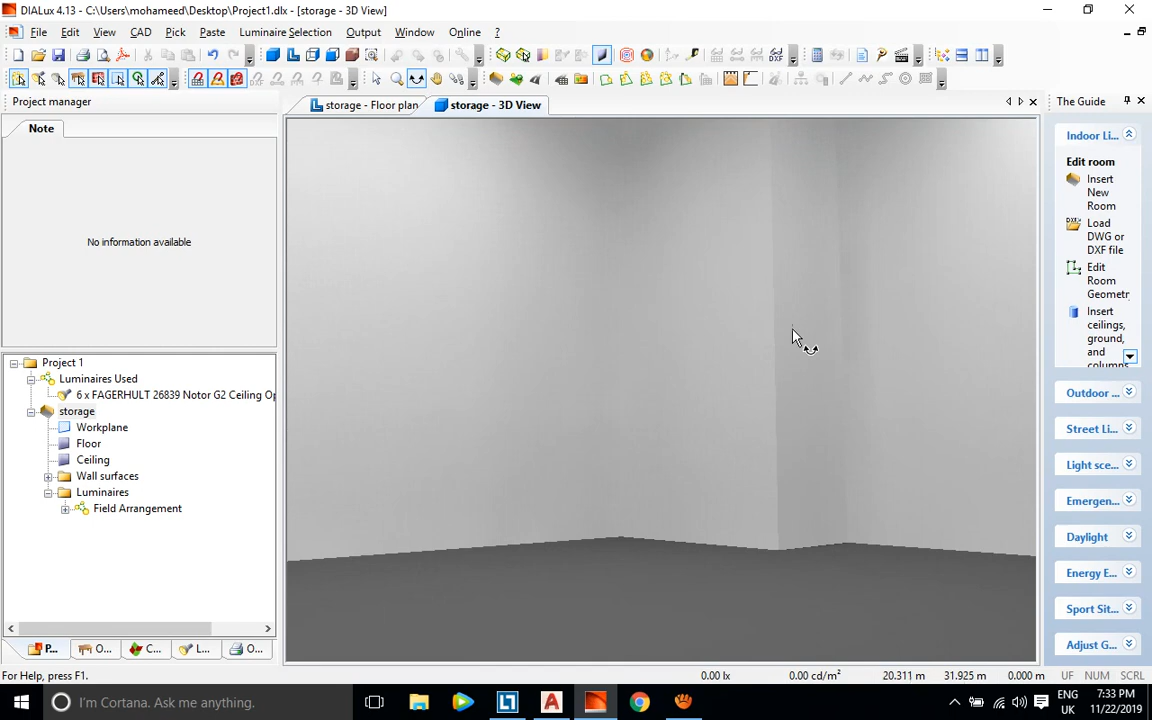 DIALux 4.13 - C:\Users\mohameed\Desktop\Project1.dlx - [storage - 3D View]
File Edit View CAD Pick Paste Luminaire Selection Output Window Online ?
Project manager
Note
No information available
Project 1
Luminaires Used
6 x FAGERHULT 26839 Notor G2 Ceiling Op
storage
Workplane
Floor
Ceiling
Wall surfaces
Luminaires
Field Arrangement
P... O... C... L... O...
storage - Floor plan
storage - 3D View
The Guide
Indoor Li...
Edit room
Insert
New
Room
Load
DWG or
DXF file
Edit
Room
Geometr
Insert
ceilings,
ground,
and
columns
Outdoor ...
Street Li...
Light sce...
Emergen...
Daylight
Energy E...
Sport Sit...
Adjust G...
For Help, press F1.
0.00 lx 0.00 cd/m² 20.311 m 31.925 m 0.000 m UF NUM SCRL
I'm Cortana. Ask me anything.
ENG
UK
7:33 PM
11/22/2019